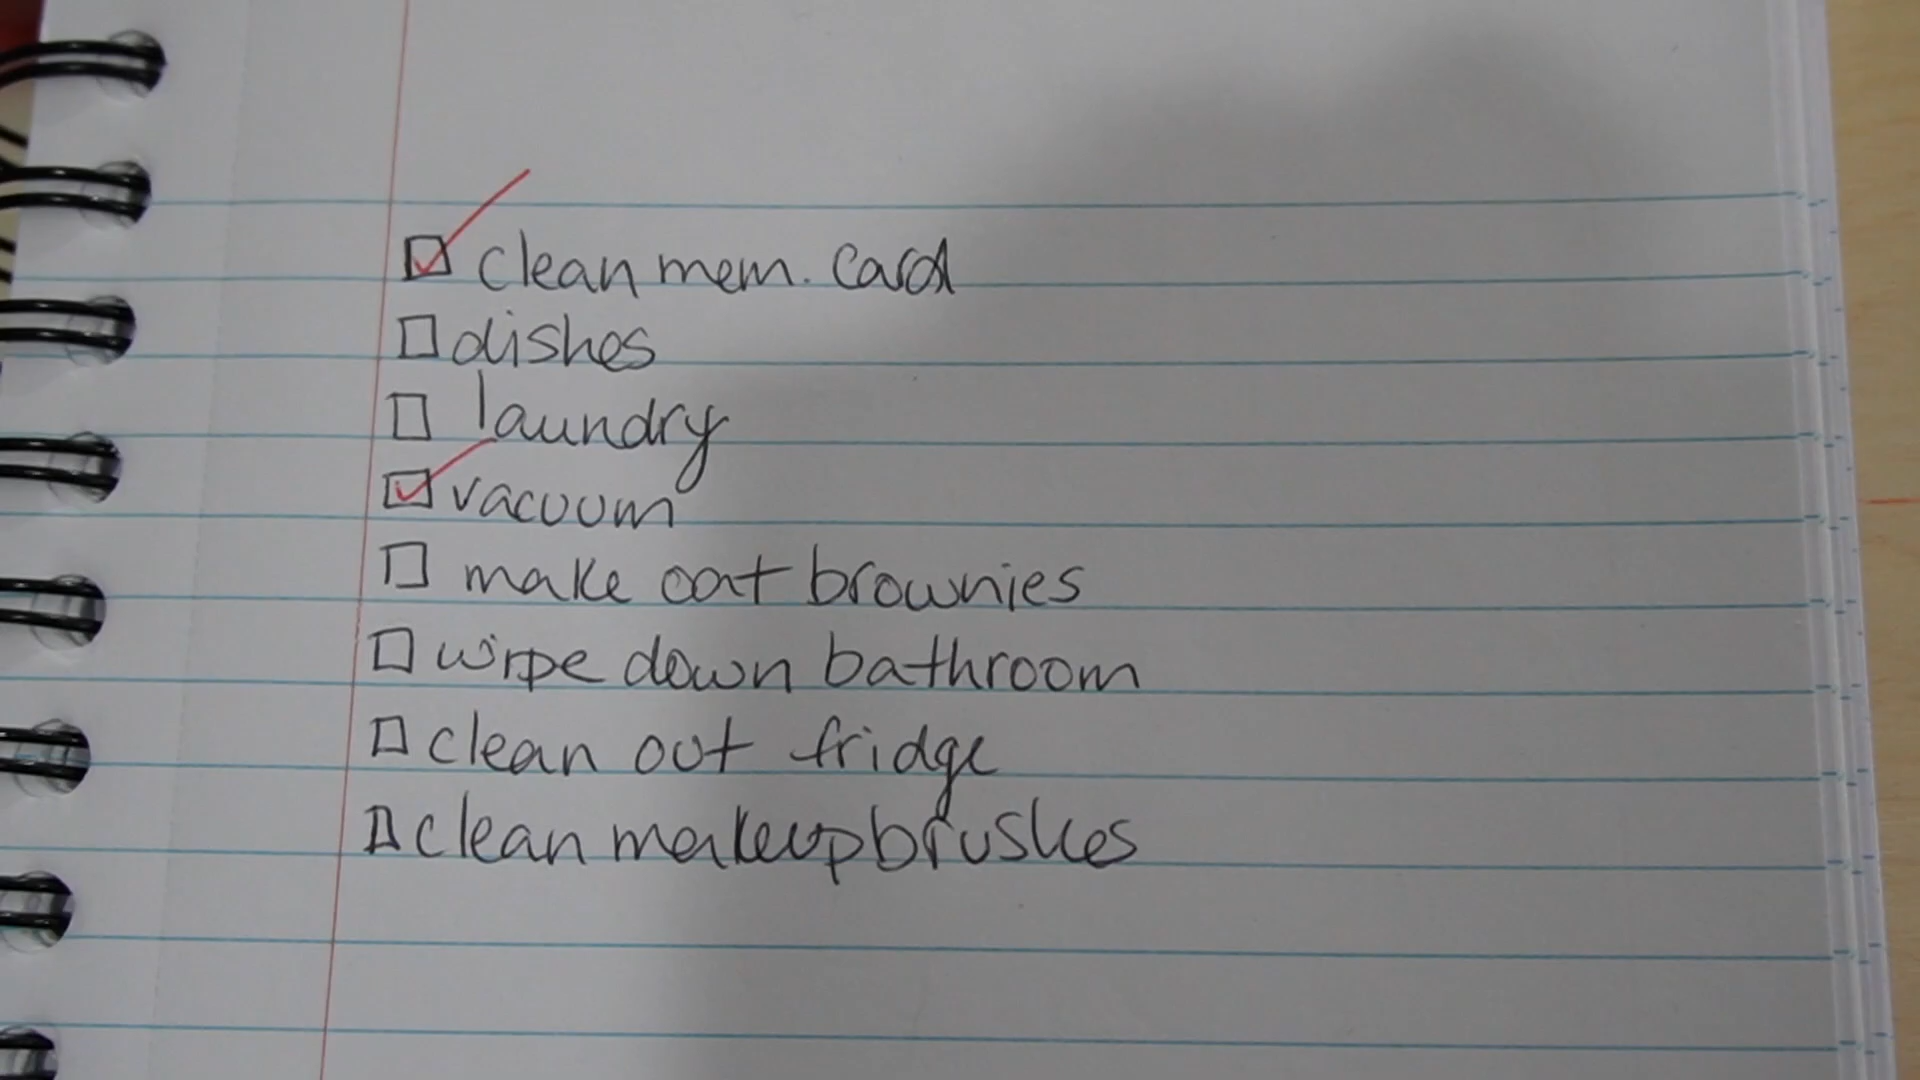 ☑ clean mem. card
☐ dishes
☐ laundry
☑ vacuum
☐ make oat brownies
☐ wipe down bathroom
☐ clean out fridge
☐ clean makeup brushes